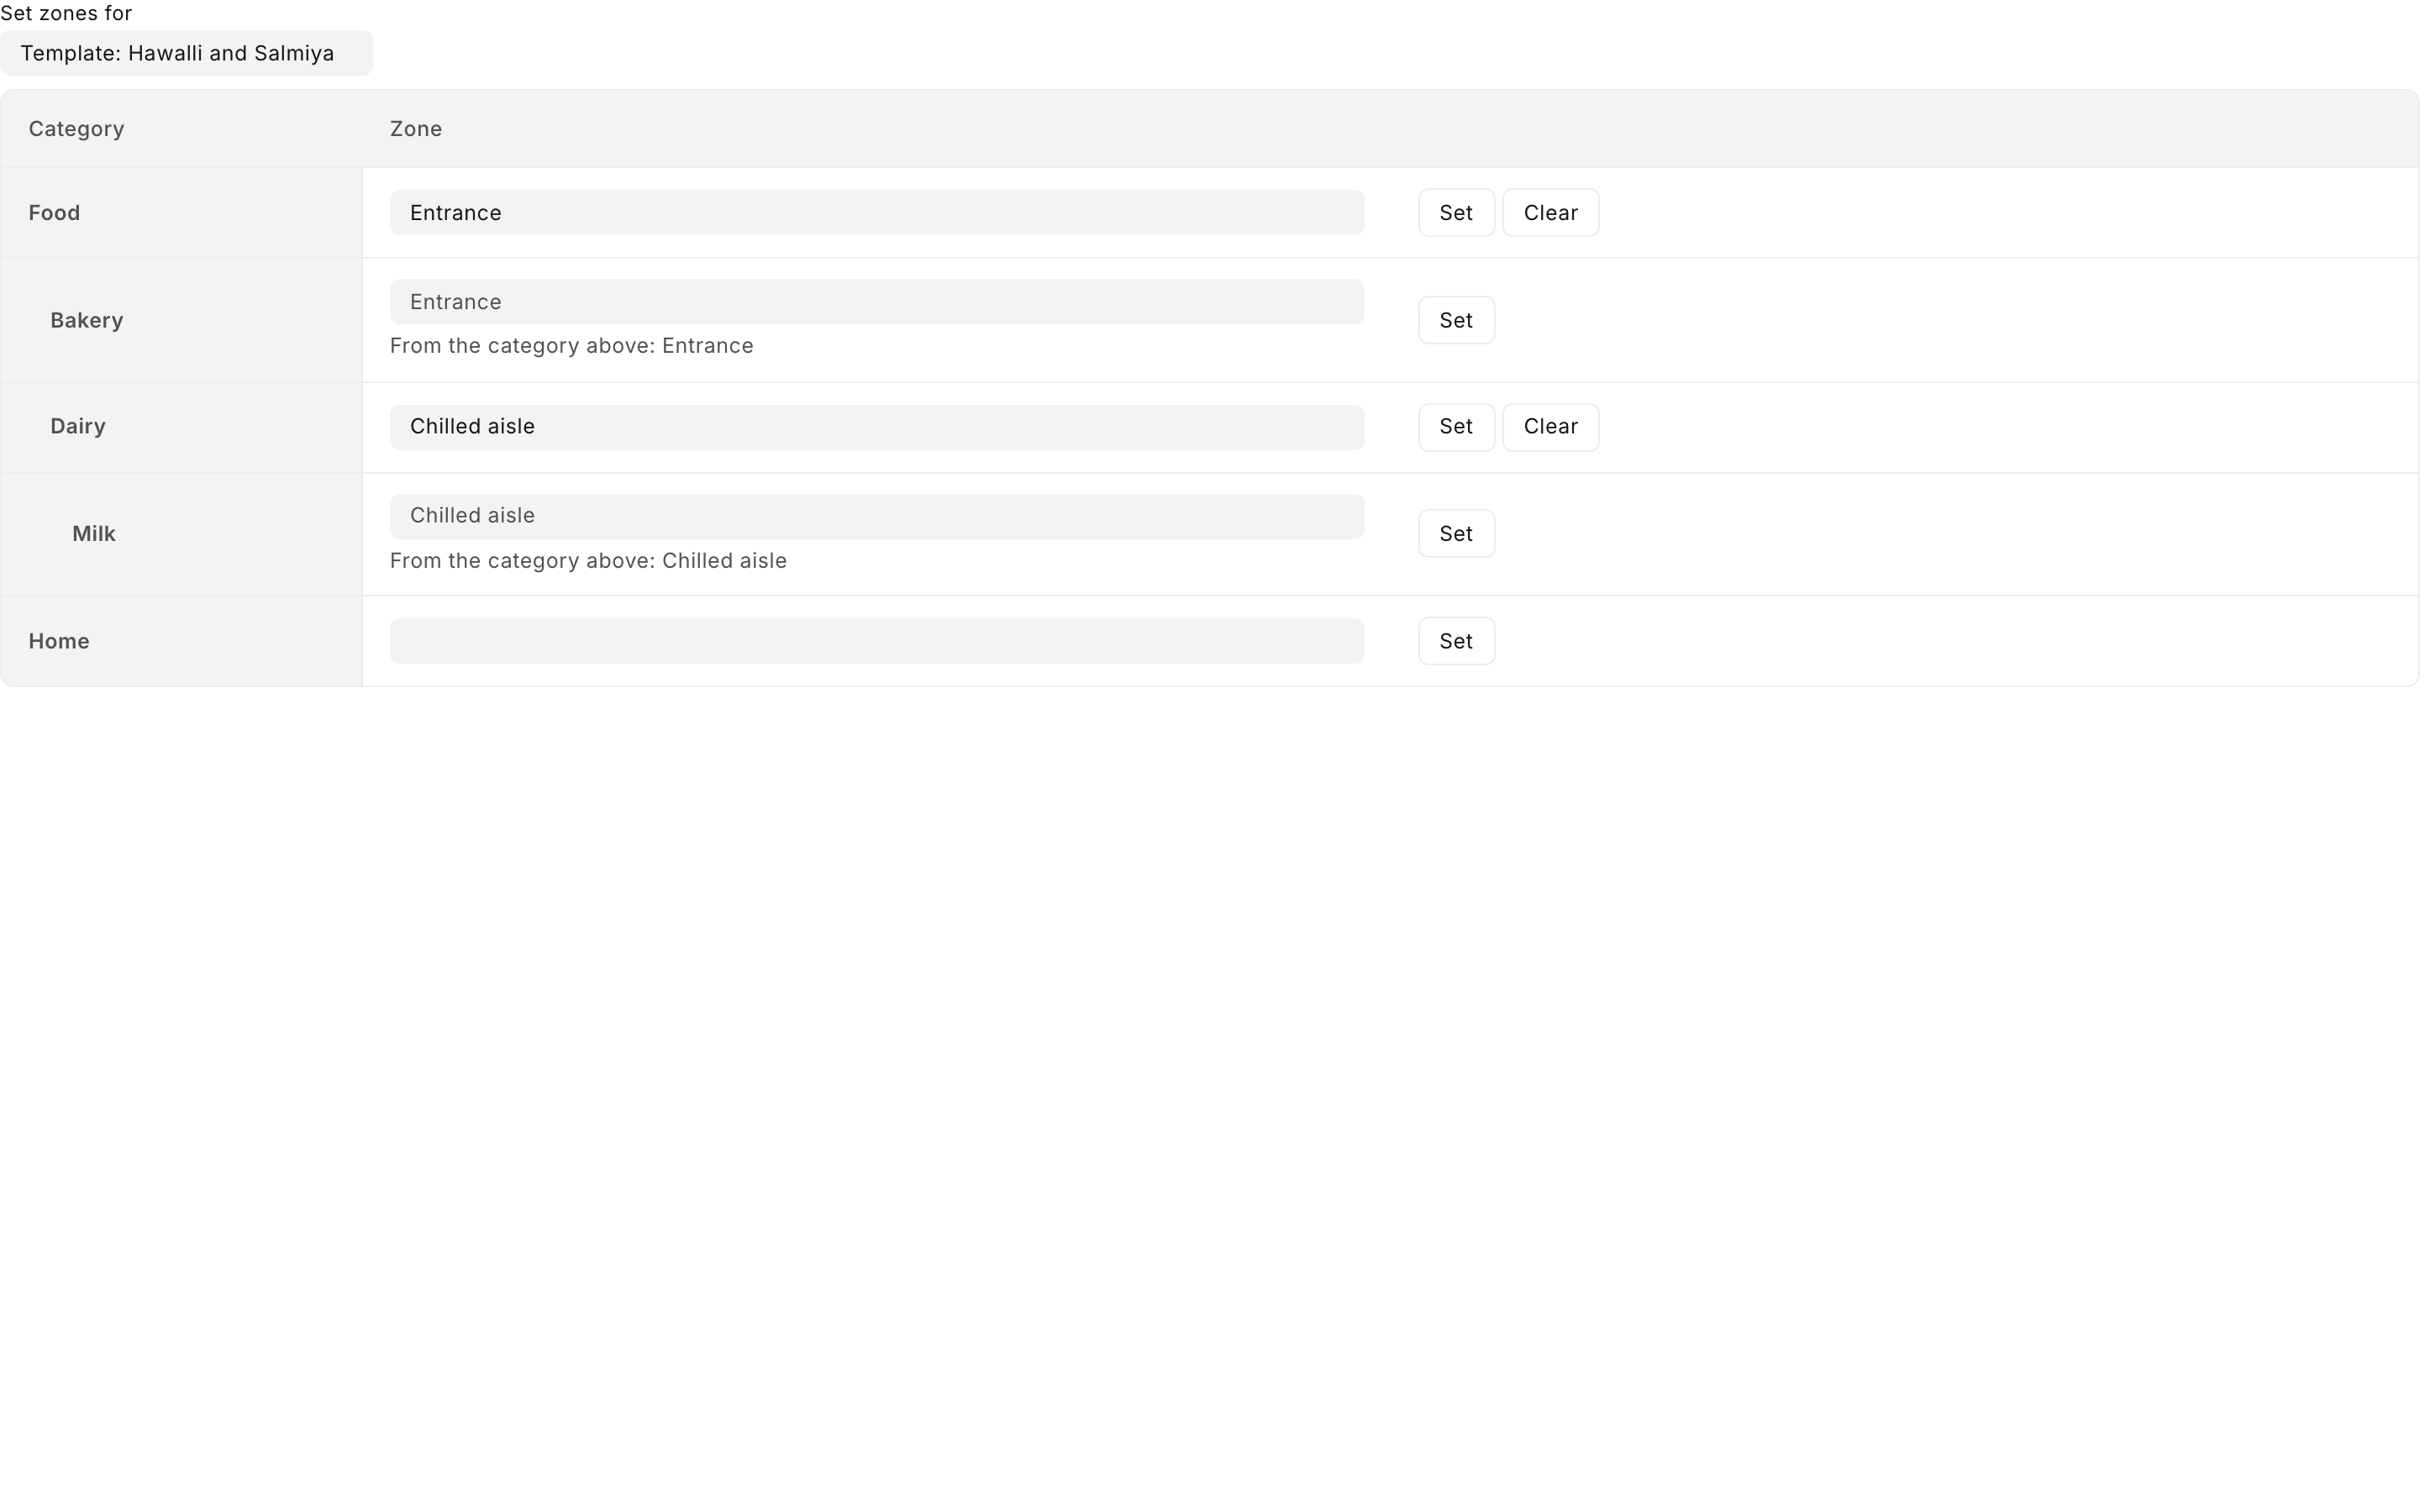 Set zones for
Template: Hawalli and Salmiya
Category Zone
Food Entrance Set Clear
Bakery Entrance Set
From the category above: Entrance
Dairy Chilled aisle Set Clear
Milk Chilled aisle Set
From the category above: Chilled aisle
Home Set